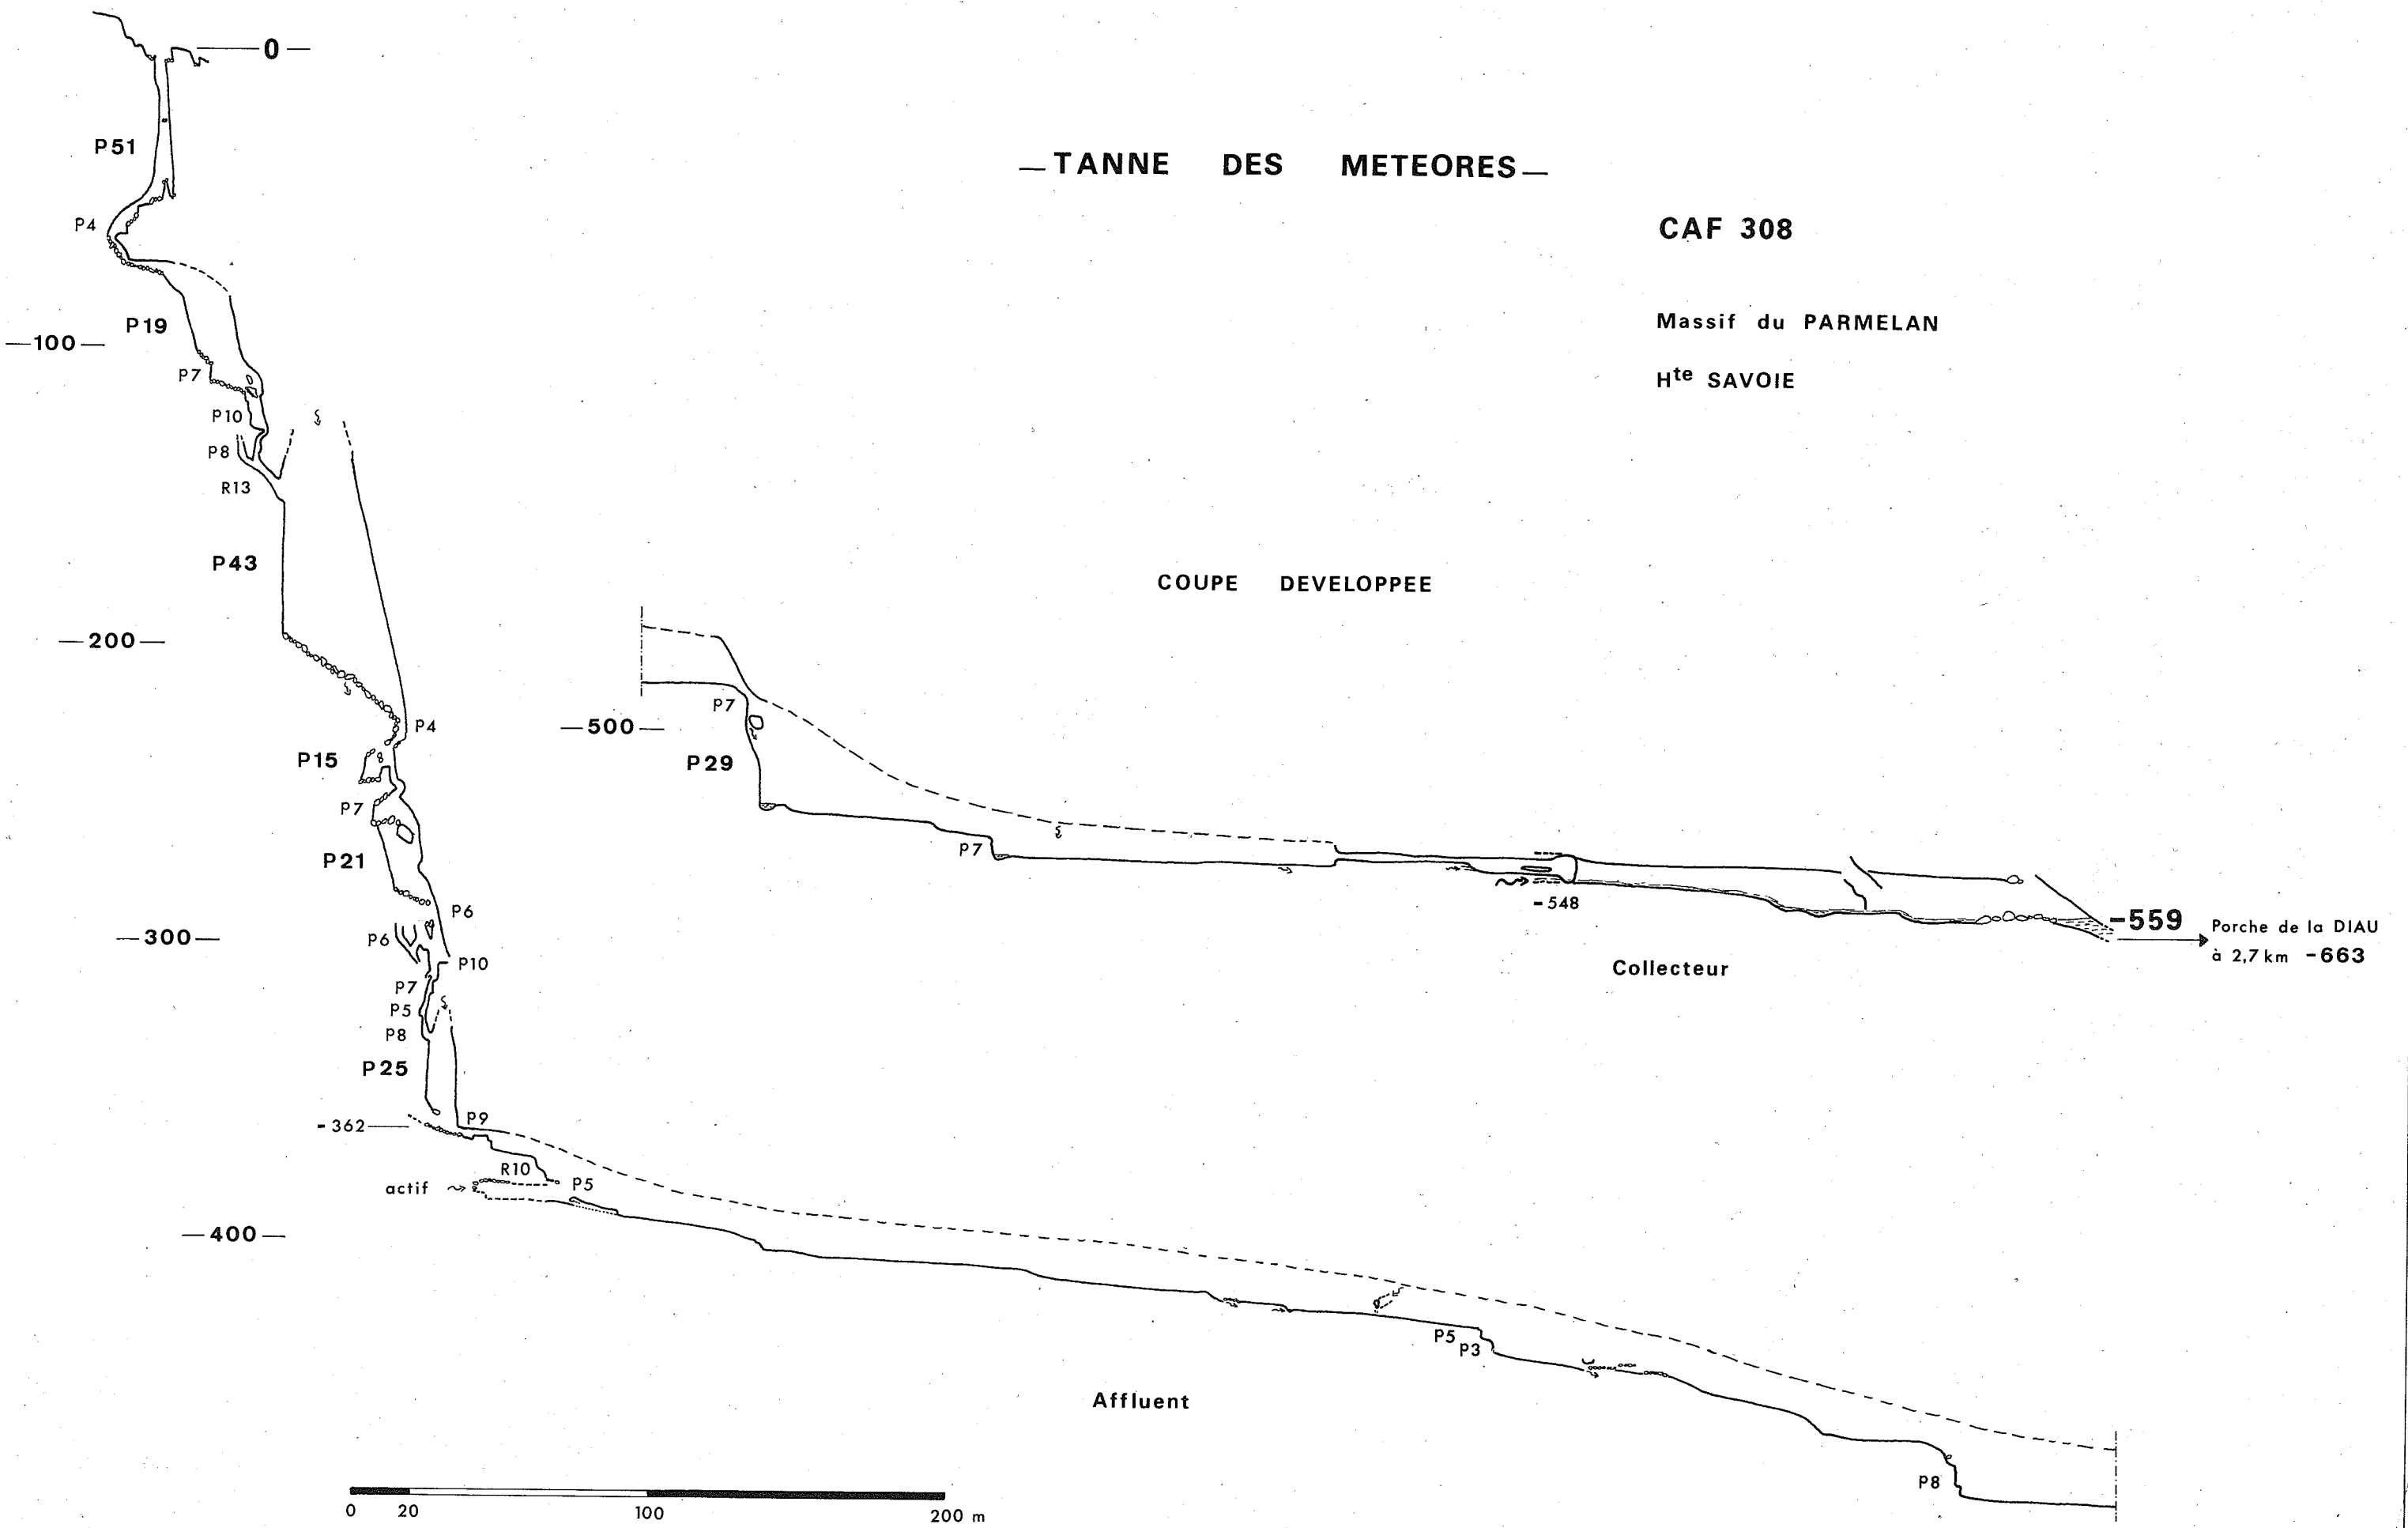 — 0 —
P51
— TANNE DES METEORES —
P4
CAF 308
Massif du PARMELAN
P19
— 100 —
P7
Hte SAVOIE
P10
P8
R13
P43
COUPE DEVELOPPEE
— 200 —
P7
P4
— 500 —
P15
P29
P7
P7
P21
- 548
P6
-559
Porche de la DIAU
à 2,7 km -663
— 300 —
P6
P10
Collecteur
P7
P5
P8
P25
P9
- 362
R10
P5
actif
— 400 —
P5
P3
Affluent
P8
0 20 100 200 m